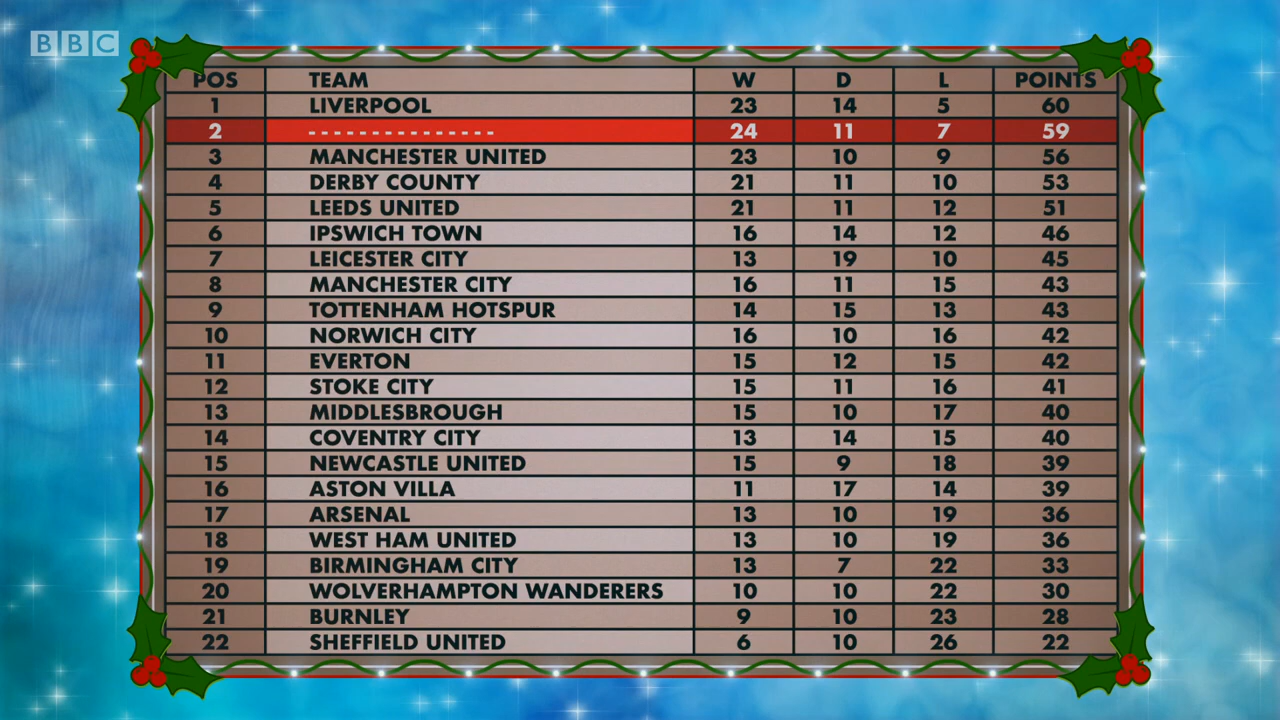 BBC
POS TEAM W D L POINTS
1 LIVERPOOL 23 14 5 60
2 - - - - - - - - - - - - - - - 24 11 7 59
3 MANCHESTER UNITED 23 10 9 56
4 DERBY COUNTY 21 11 10 53
5 LEEDS UNITED 21 11 12 51
6 IPSWICH TOWN 16 14 12 46
7 LEICESTER CITY 13 19 10 45
8 MANCHESTER CITY 16 11 15 43
9 TOTTENHAM HOTSPUR 14 15 13 43
10 NORWICH CITY 16 10 16 42
11 EVERTON 15 12 15 42
12 STOKE CITY 15 11 16 41
13 MIDDLESBROUGH 15 10 17 40
14 COVENTRY CITY 13 14 15 40
15 NEWCASTLE UNITED 15 9 18 39
16 ASTON VILLA 11 17 14 39
17 ARSENAL 13 10 19 36
18 WEST HAM UNITED 13 10 19 36
19 BIRMINGHAM CITY 13 7 22 33
20 WOLVERHAMPTON WANDERERS 10 10 22 30
21 BURNLEY 9 10 23 28
22 SHEFFIELD UNITED 6 10 26 22